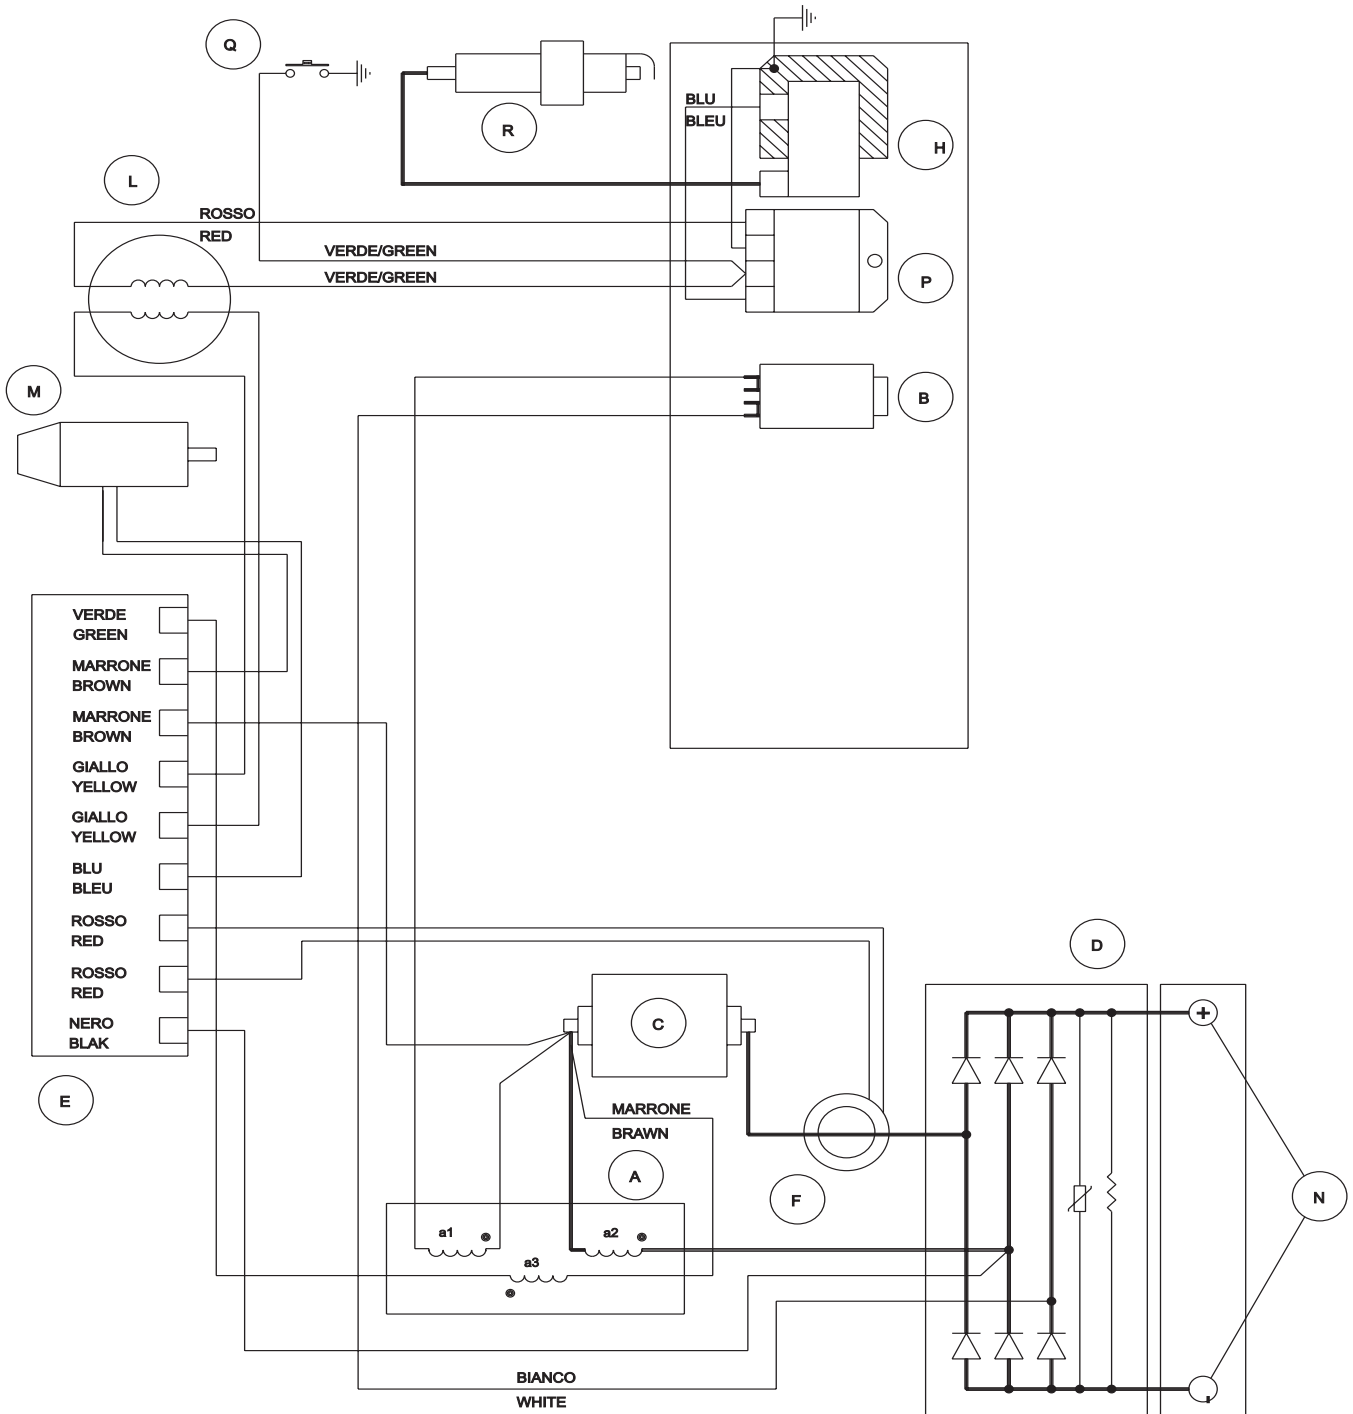 Q
R
BLU
BLEU
H
L
ROSSO
RED
VERDE/GREEN
VERDE/GREEN
P
M
B
VERDE
GREEN
MARRONE
BROWN
MARRONE
BROWN
GIALLO
YELLOW
GIALLO
YELLOW
BLU
BLEU
ROSSO
RED
ROSSO
RED
NERO
BLAK
E
D
C
+
MARRONE
BRAWN
A
F
N
a1
a2
a3
-
BIANCO
WHITE